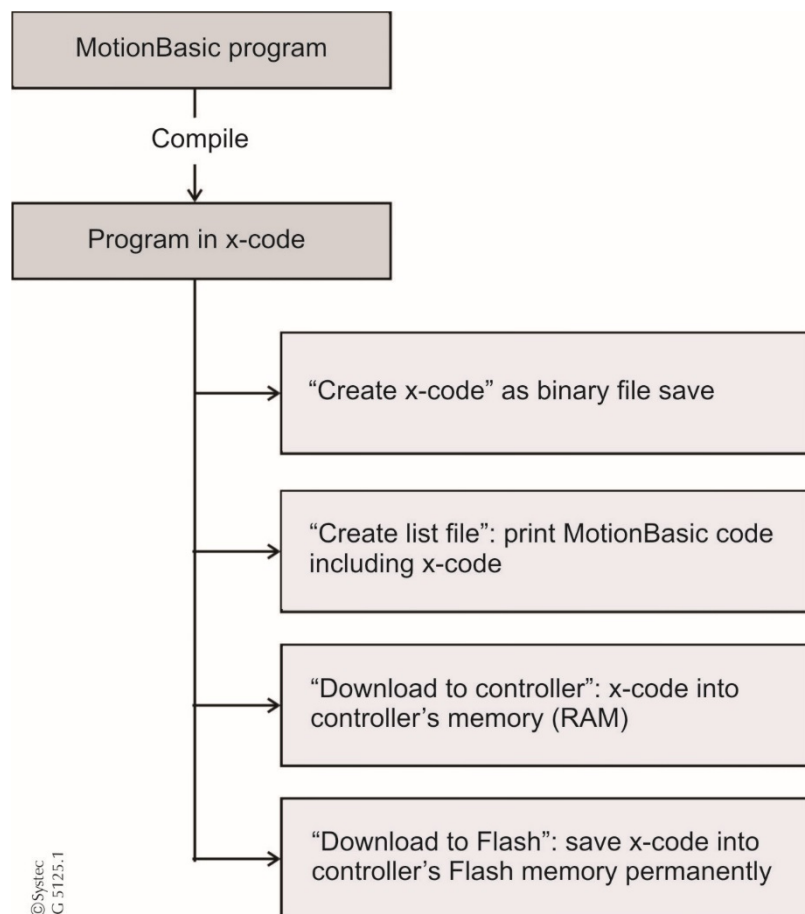 MotionBasic program
Compile
Program in x-code
“Create x-code” as binary file save
“Create list file”: print MotionBasic code
including x-code
“Download to controller”: x-code into
controller’s memory (RAM)
“Download to Flash”: save x-code into
controller’s Flash memory permanently
©Systec
G 5125.1